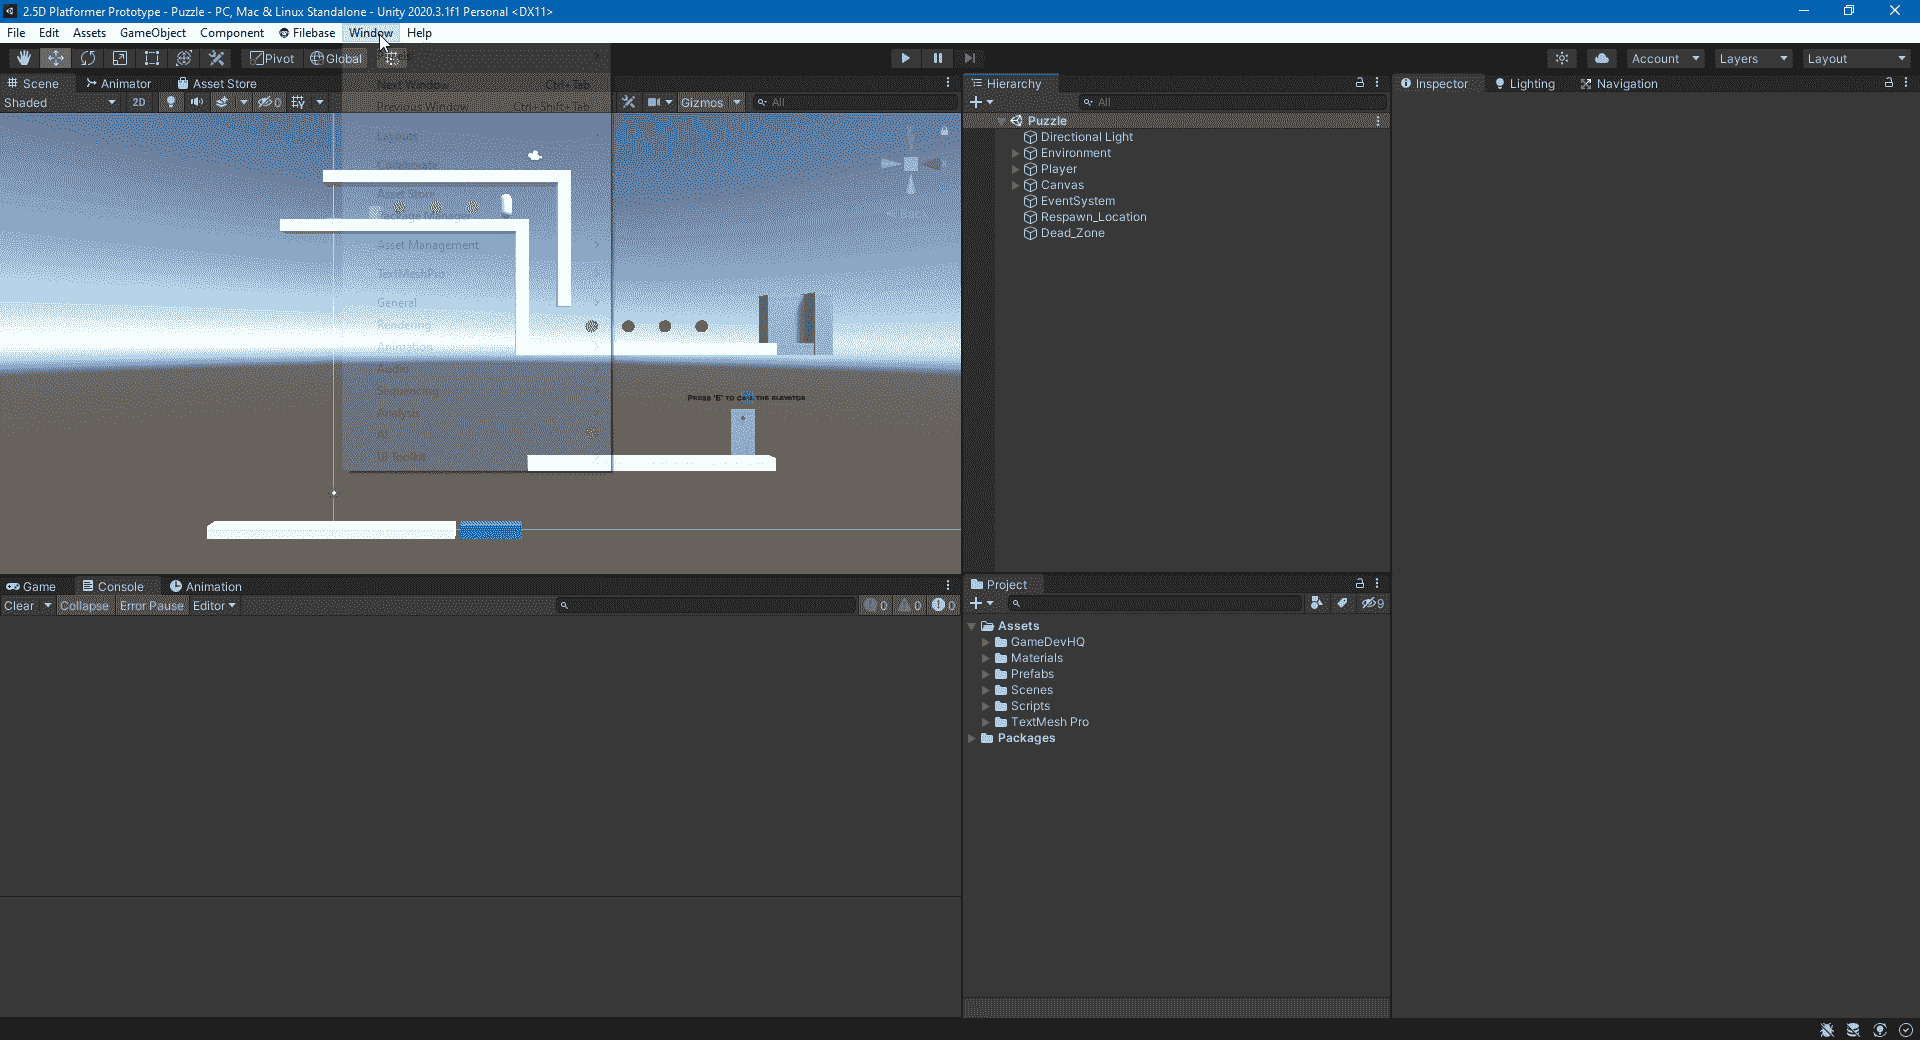 2.5D Platformer Prototype - Puzzle - PC, Mac & Linux Standalone - Unity 2020.3.1f1 Personal <DX11>
File Edit Assets GameObject Component Filebase Window Help
Pivot Global Account Layers Layout
Scene Animator Asset Store
Shaded 2D 0 Gizmos All
Next Window Ctrl+Tab
Previous Window Ctrl+Shift+Tab
Layouts
Collaborate
Asset Store
Package Manager
Asset Management
TextMeshPro
General
Rendering
Animation
Audio
Sequencing
Analysis
AI
UI Toolkit
x
< Back
Press 'E' to call the elevator
Hierarchy
All
Puzzle
Directional Light
Environment
Player
Canvas
EventSystem
Respawn_Location
Dead_Zone
Inspector Lighting Navigation
Game Console Animation
Clear Collapse Error Pause Editor 0 0 0
Project
9
Assets
GameDevHQ
Materials
Prefabs
Scenes
Scripts
TextMesh Pro
Packages